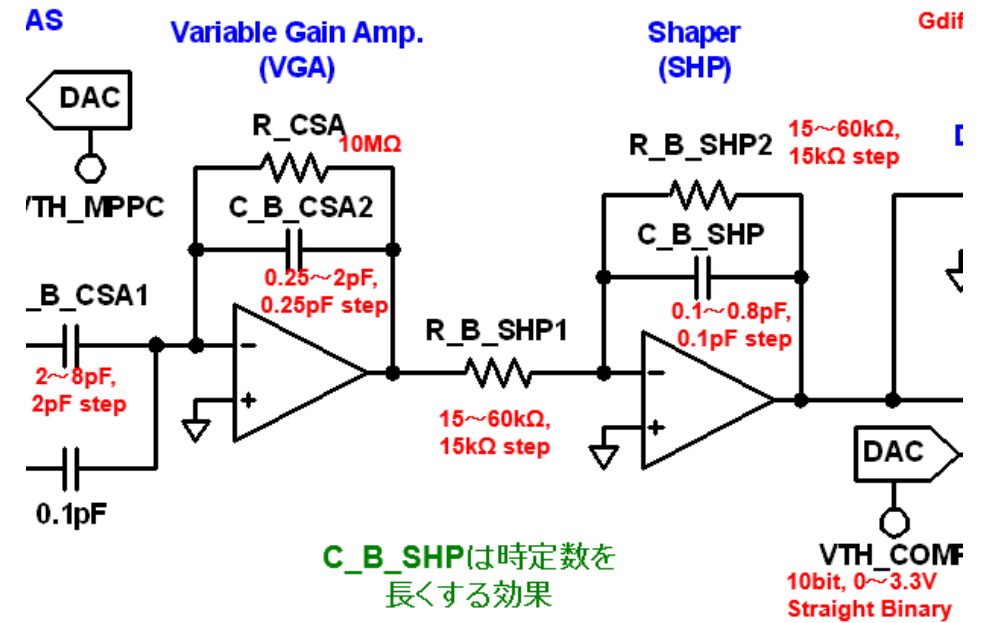 AS
Variable Gain Amp.
(VGA)
Shaper
(SHP)
Gdif
DAC
R_CSA
10MΩ
R_B_SHP2
15～60kΩ,
15kΩ step
VTH_MPPC
C_B_CSA2
C_B_SHP
0.25～2pF,
0.25pF step
_B_CSA1
0.1～0.8pF,
0.1pF step
R_B_SHP1
2～8pF,
2pF step
15～60kΩ,
15kΩ step
DAC
0.1pF
C_B_SHPは時定数を
長くする効果
VTH_COMP
10bit, 0～3.3V
Straight Binary